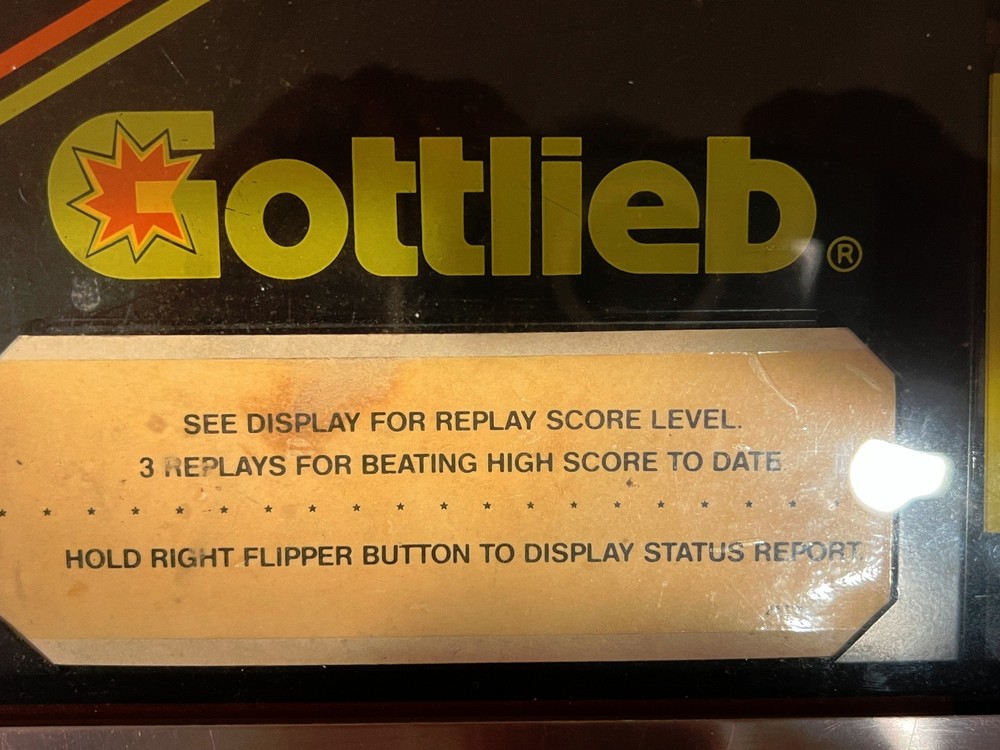 Gottlieb®
SEE DISPLAY FOR REPLAY SCORE LEVEL.
3 REPLAYS FOR BEATING HIGH SCORE TO DATE
* * * * * * * * * * * * * * * * * * * *
HOLD RIGHT FLIPPER BUTTON TO DISPLAY STATUS REPORT